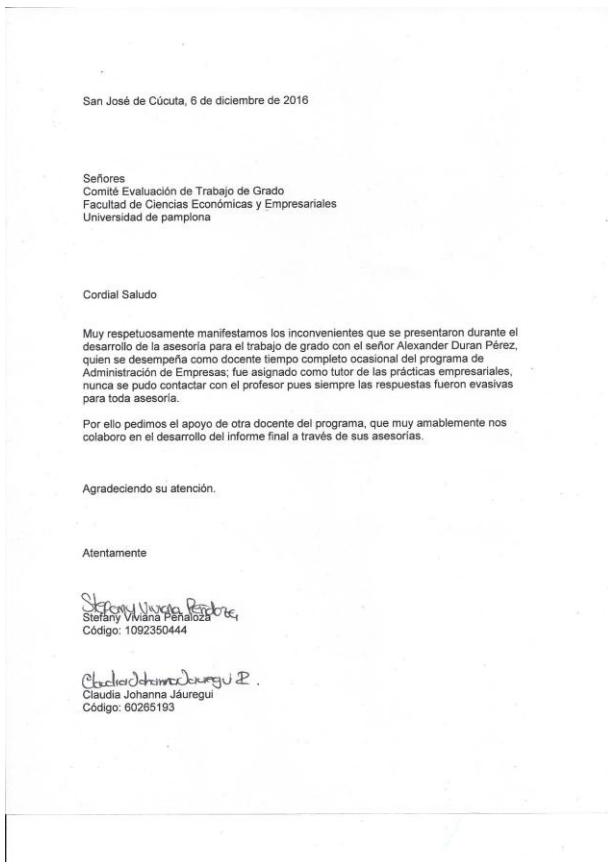 San José de Cúcuta, 6 de diciembre de 2016
Señores
Comité Evaluación de Trabajo de Grado
Facultad de Ciencias Económicas y Empresariales
Universidad de pamplona
Cordial Saludo
Muy respetuosamente manifestamos los inconvenientes que se presentaron durante el
desarrollo de la asesoría para el trabajo de grado con el señor Alexander Duran Pérez,
quien se desempeña como docente tiempo completo ocasional del programa de
Administración de Empresas; fue asignado como tutor de las prácticas empresariales,
nunca se pudo contactar con el profesor pues siempre las respuestas fueron evasivas
para toda asesoría.
Por ello pedimos el apoyo de otra docente del programa, que muy amablemente nos
colaboro en el desarrollo del informe final a través de sus asesorías.
Agradeciendo su atención.
Atentamente
Stefany Viviana Peñaloza
Stefany Viviana Peñaloza
Código: 1092350444
Claudia Johanna Jauregui P.
Claudia Johanna Jáuregui
Código: 60265193